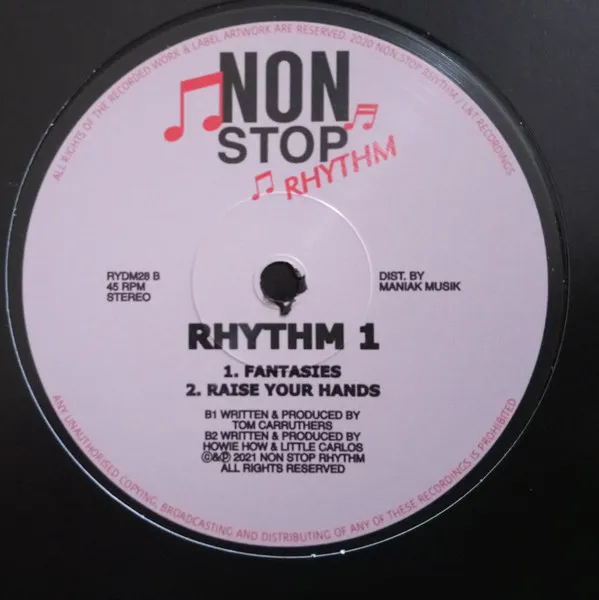 ALL RIGHTS OF THE RECORDED WORK & LABEL ARTWORK ARE RESERVED. 2020 NON STOP RHYTHM / L&T RECORDINGS
NON
STOP
RHYTHM
RYDM28 B
45 RPM
STEREO
DIST. BY
MANIAK MUSIK
RHYTHM 1
1. FANTASIES
2. RAISE YOUR HANDS
B1 WRITTEN & PRODUCED BY
TOM CARRUTHERS
B2 WRITTEN & PRODUCED BY
HOWIE HOW & LITTLE CARLOS
©&℗ 2021 NON STOP RHYTHM
ALL RIGHTS RESERVED
ANY UNAUTHORISED COPYING, BROADCASTING AND DISTRIBUTING OF ANY OF THESE RECORDINGS IS PROHIBITED